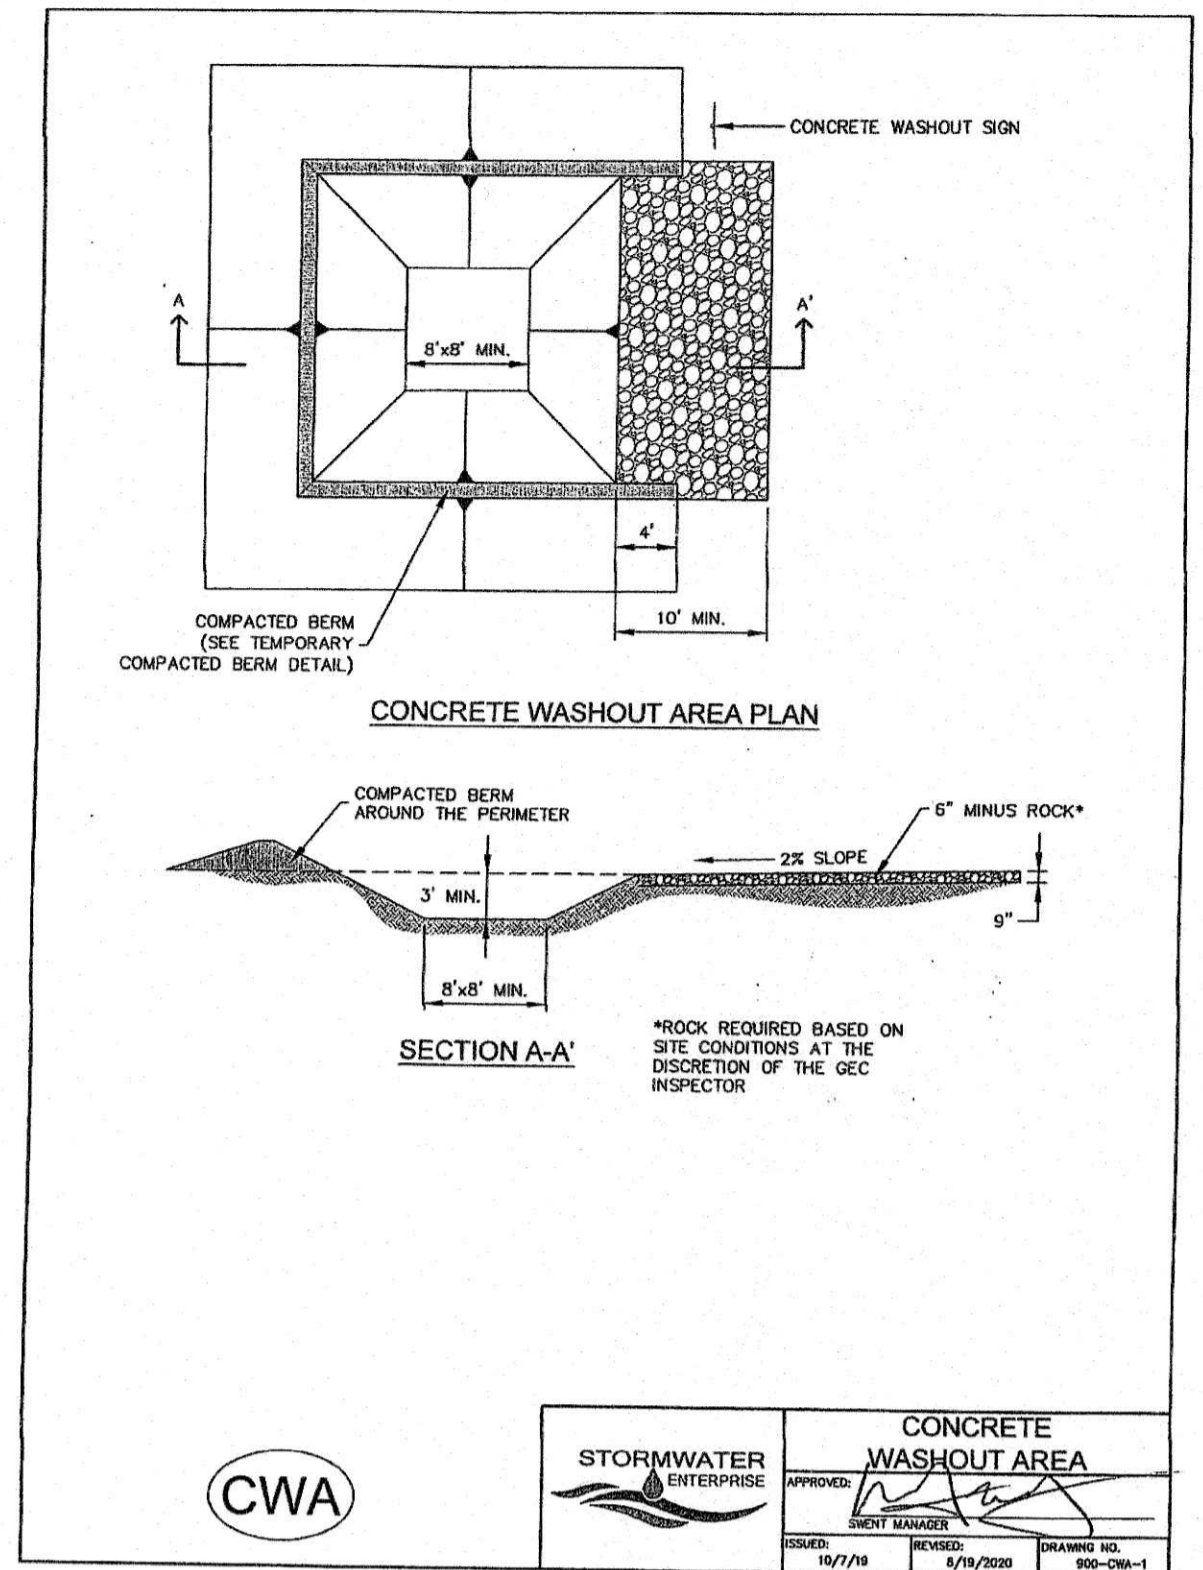 CONCRETE WASHOUT SIGN
A
A'
8'x8' MIN.
4'
10' MIN.
COMPACTED BERM
(SEE TEMPORARY
COMPACTED BERM DETAIL)
CONCRETE WASHOUT AREA PLAN
COMPACTED BERM
AROUND THE PERIMETER
6" MINUS ROCK*
2% SLOPE
3' MIN.
9"
8'x8' MIN.
SECTION A-A'
*ROCK REQUIRED BASED ON
SITE CONDITIONS AT THE
DISCRETION OF THE GEC
INSPECTOR
CWA
STORMWATER
ENTERPRISE
CONCRETE
WASHOUT AREA
APPROVED:
SWENT MANAGER
ISSUED:
10/7/19
REVISED:
8/19/2020
DRAWING NO.
900-CWA-1